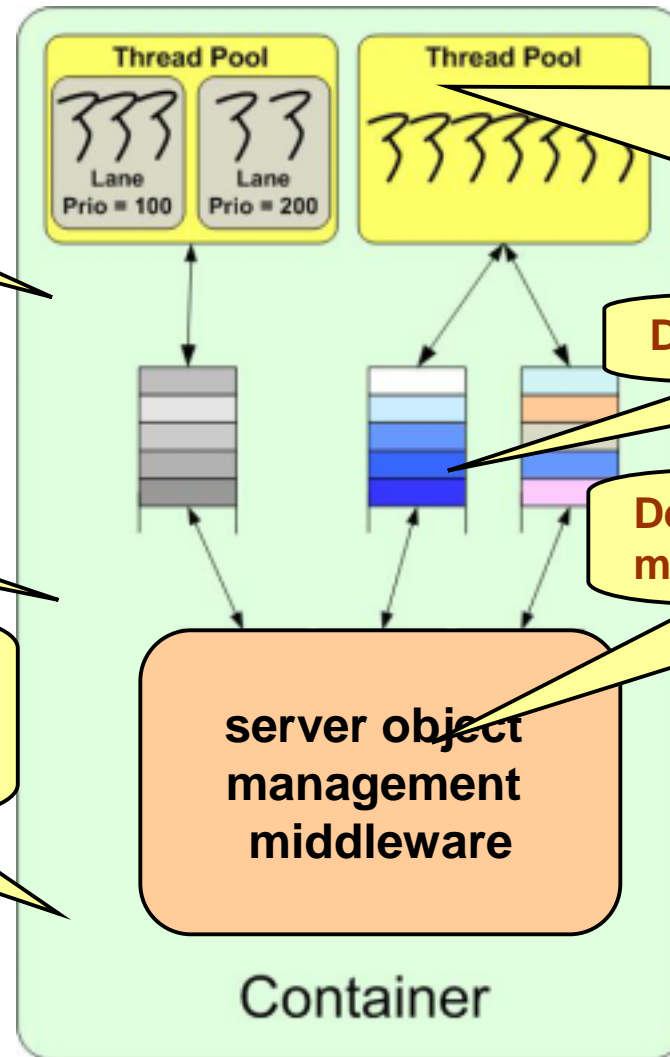 Thread Pool
Lane
Prio = 100
Lane
Prio = 200
Thread Pool
server object
management
middleware
Container